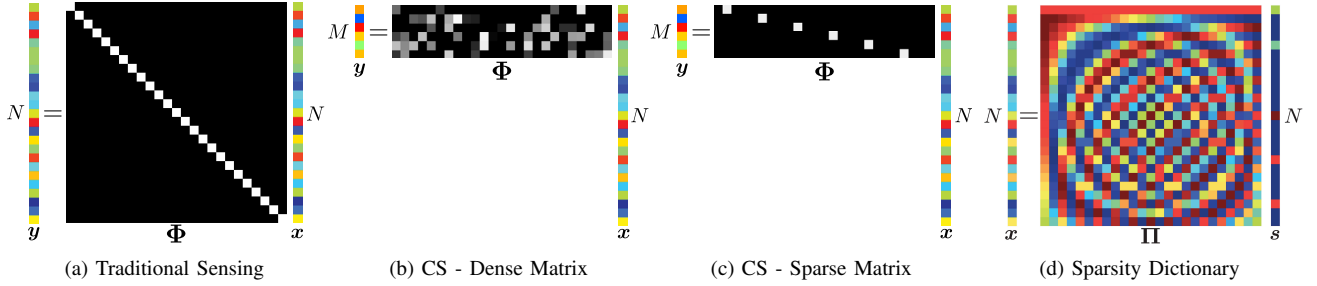 N = N
y Φ x
(a) Traditional Sensing
M = N
y Φ x
(b) CS - Dense Matrix
M = N
y Φ x
(c) CS - Sparse Matrix
N = N
x Π s
(d) Sparsity Dictionary